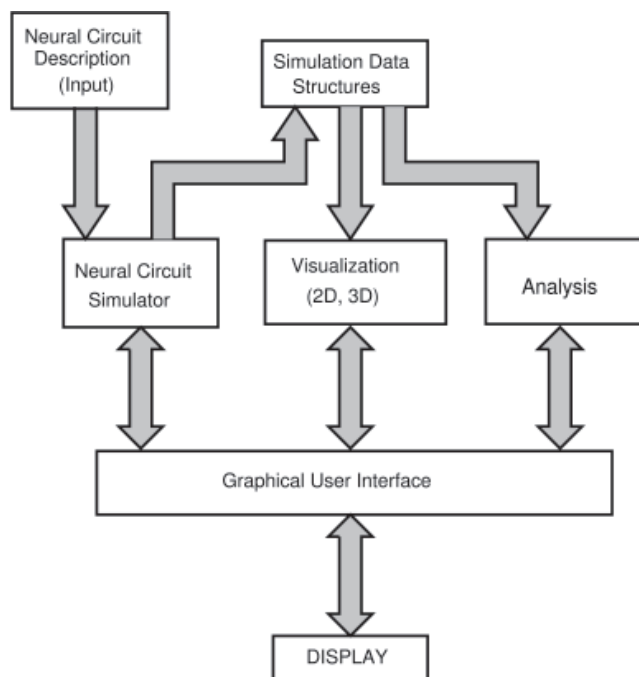 Neural Circuit
Description
(Input)
Simulation Data
Structures
Neural Circuit
Simulator
Visualization
(2D, 3D)
Analysis
Graphical User Interface
DISPLAY